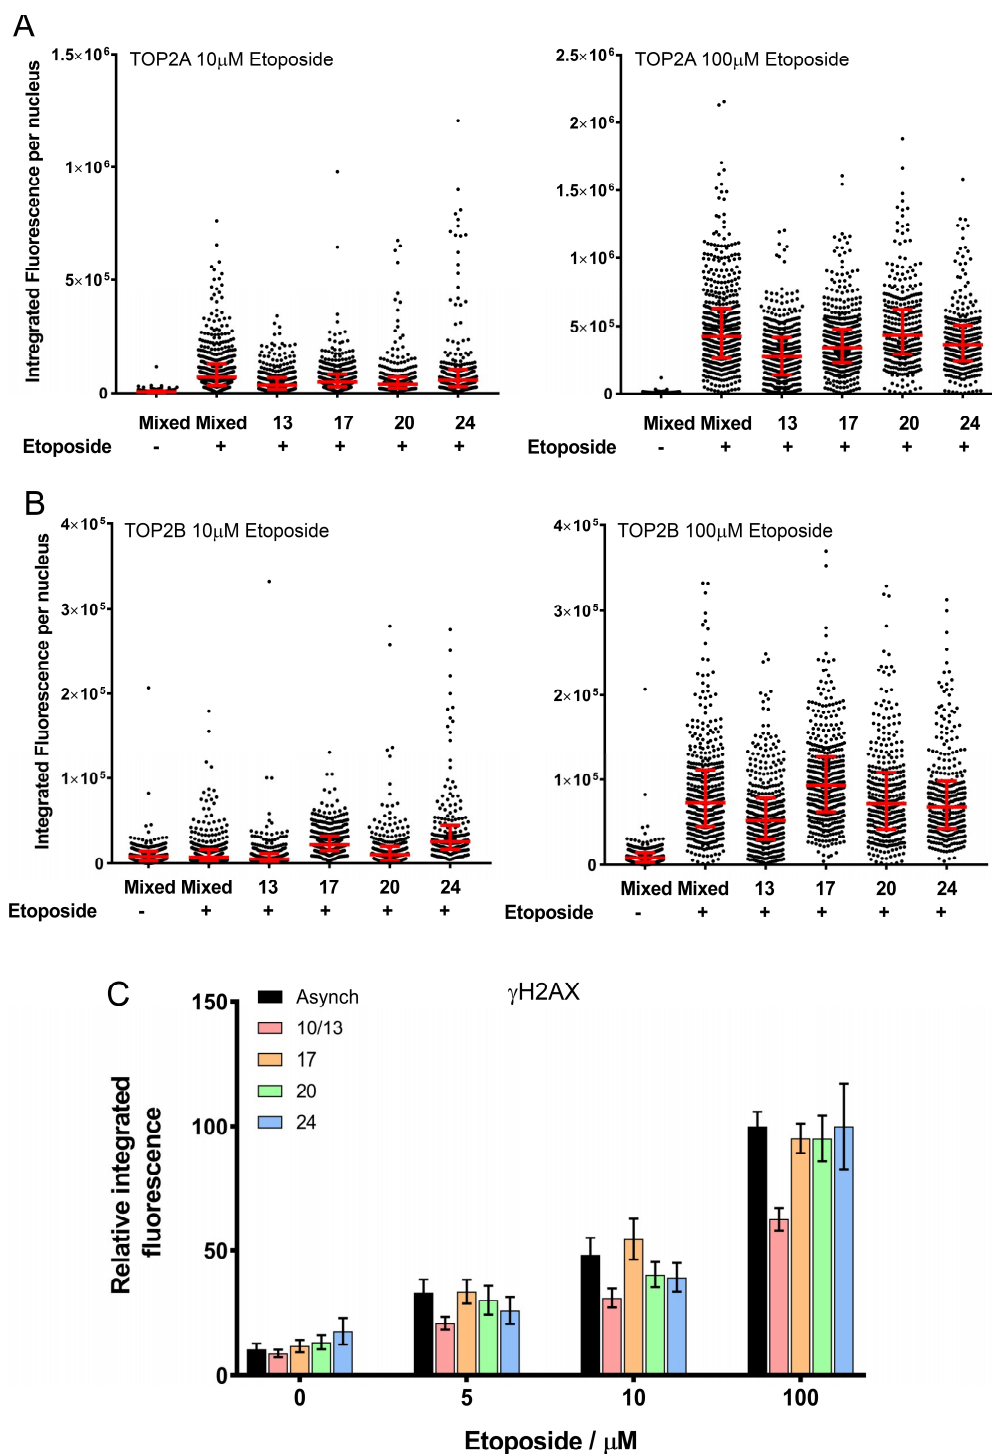 A
TOP2A 10μM Etoposide
TOP2A 100μM Etoposide
Intregrated Fluorescence per nucleus
1.5×10⁶
1×10⁶
5×10⁵
0
2.5×10⁶
2×10⁶
1.5×10⁶
1×10⁶
5×10⁵
0
Mixed Mixed 13 17 20 24
Etoposide - + + + + +
Mixed Mixed 13 17 20 24
Etoposide - + + + + +
B
TOP2B 10μM Etoposide
TOP2B 100μM Etoposide
Integrated Fluorescence per nucleus
4×10⁵
3×10⁵
2×10⁵
1×10⁵
0
4×10⁵
3×10⁵
2×10⁵
1×10⁵
0
Mixed Mixed 13 17 20 24
Etoposide - + + + + +
Mixed Mixed 13 17 20 24
Etoposide - + + + + +
C
γH2AX
Asynch
10/13
17
20
24
Relative integrated
fluorescence
150
100
50
0
0 5 10 100
Etoposide / μM